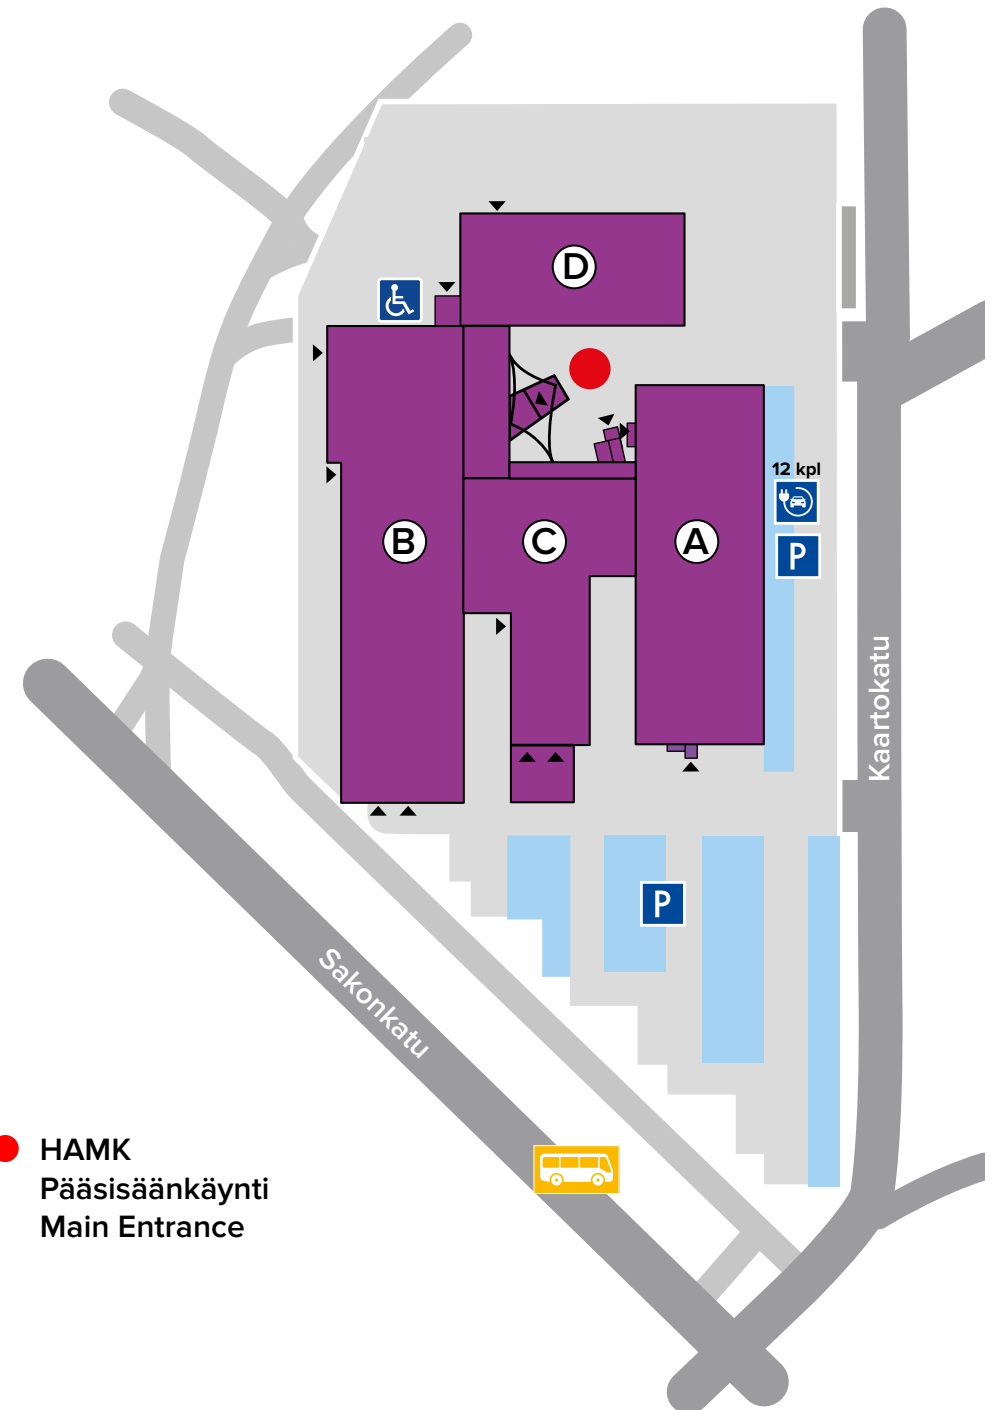 D
12 kpl
B
C
A
P
Kaartokatu
P
Sakonkatu
HAMK
Pääsisäänkäynti
Main Entrance